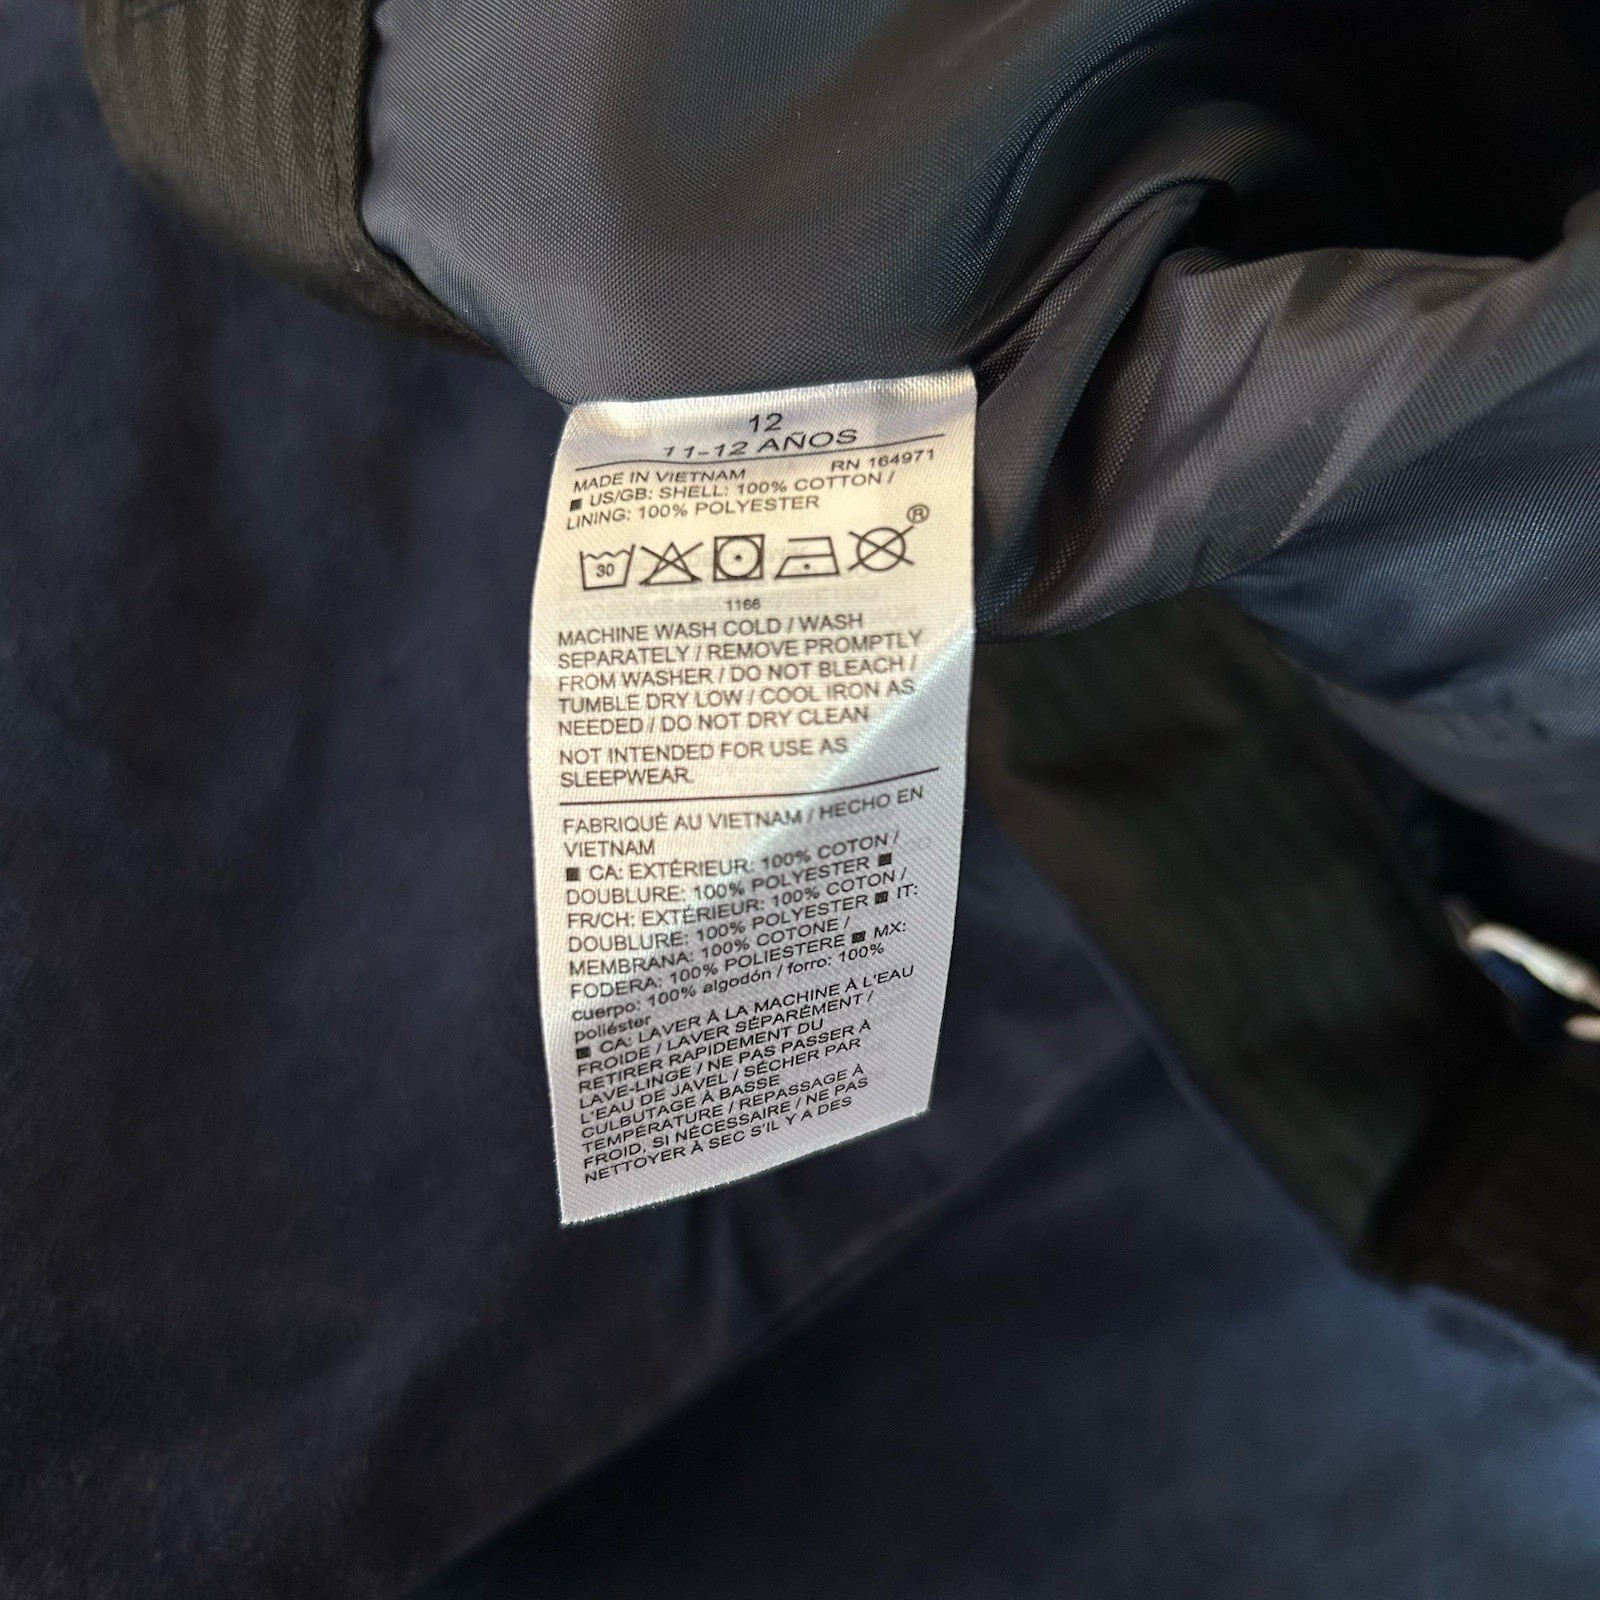 12
11-12 AÑOS
MADE IN VIETNAM RN 164971
■ US/GB: SHELL: 100% COTTON /
LINING: 100% POLYESTER
30
®
1166
MACHINE WASH COLD / WASH
SEPARATELY / REMOVE PROMPTLY
FROM WASHER / DO NOT BLEACH /
TUMBLE DRY LOW / COOL IRON AS
NEEDED / DO NOT DRY CLEAN
NOT INTENDED FOR USE AS
SLEEPWEAR.
FABRIQUÉ AU VIETNAM / HECHO EN
VIETNAM
■ CA: EXTÉRIEUR: 100% COTON /
DOUBLURE: 100% POLYESTER ■
FR/CH: EXTÉRIEUR: 100% COTON /
DOUBLURE: 100% POLYESTER ■ IT:
MEMBRANA: 100% COTONE /
FODERA: 100% POLIESTERE ■ MX:
cuerpo: 100% algodón / forro: 100%
poliéster
■ CA: LAVER À LA MACHINE À L'EAU
FROIDE / LAVER SÉPARÉMENT /
RETIRER RAPIDEMENT DU
LAVE-LINGE / NE PAS PASSER À
L'EAU DE JAVEL / SÉCHER PAR
CULBUTAGE À BASSE
TEMPÉRATURE / REPASSAGE À
FROID, SI NÉCESSAIRE / NE PAS
NETTOYER À SEC S'IL Y A DES